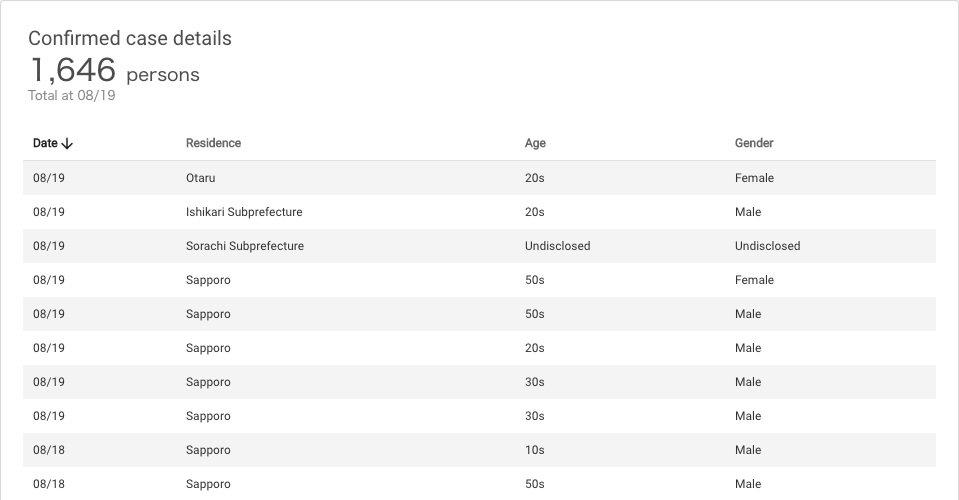 Confirmed case details
1,646 persons
Total at 08/19
Date Residence Age Gender
08/19 Otaru 20s Female
08/19 Ishikari Subprefecture 20s Male
08/19 Sorachi Subprefecture Undisclosed Undisclosed
08/19 Sapporo 50s Female
08/19 Sapporo 50s Male
08/19 Sapporo 20s Male
08/19 Sapporo 30s Male
08/19 Sapporo 30s Male
08/18 Sapporo 10s Male
08/18 Sapporo 50s Male